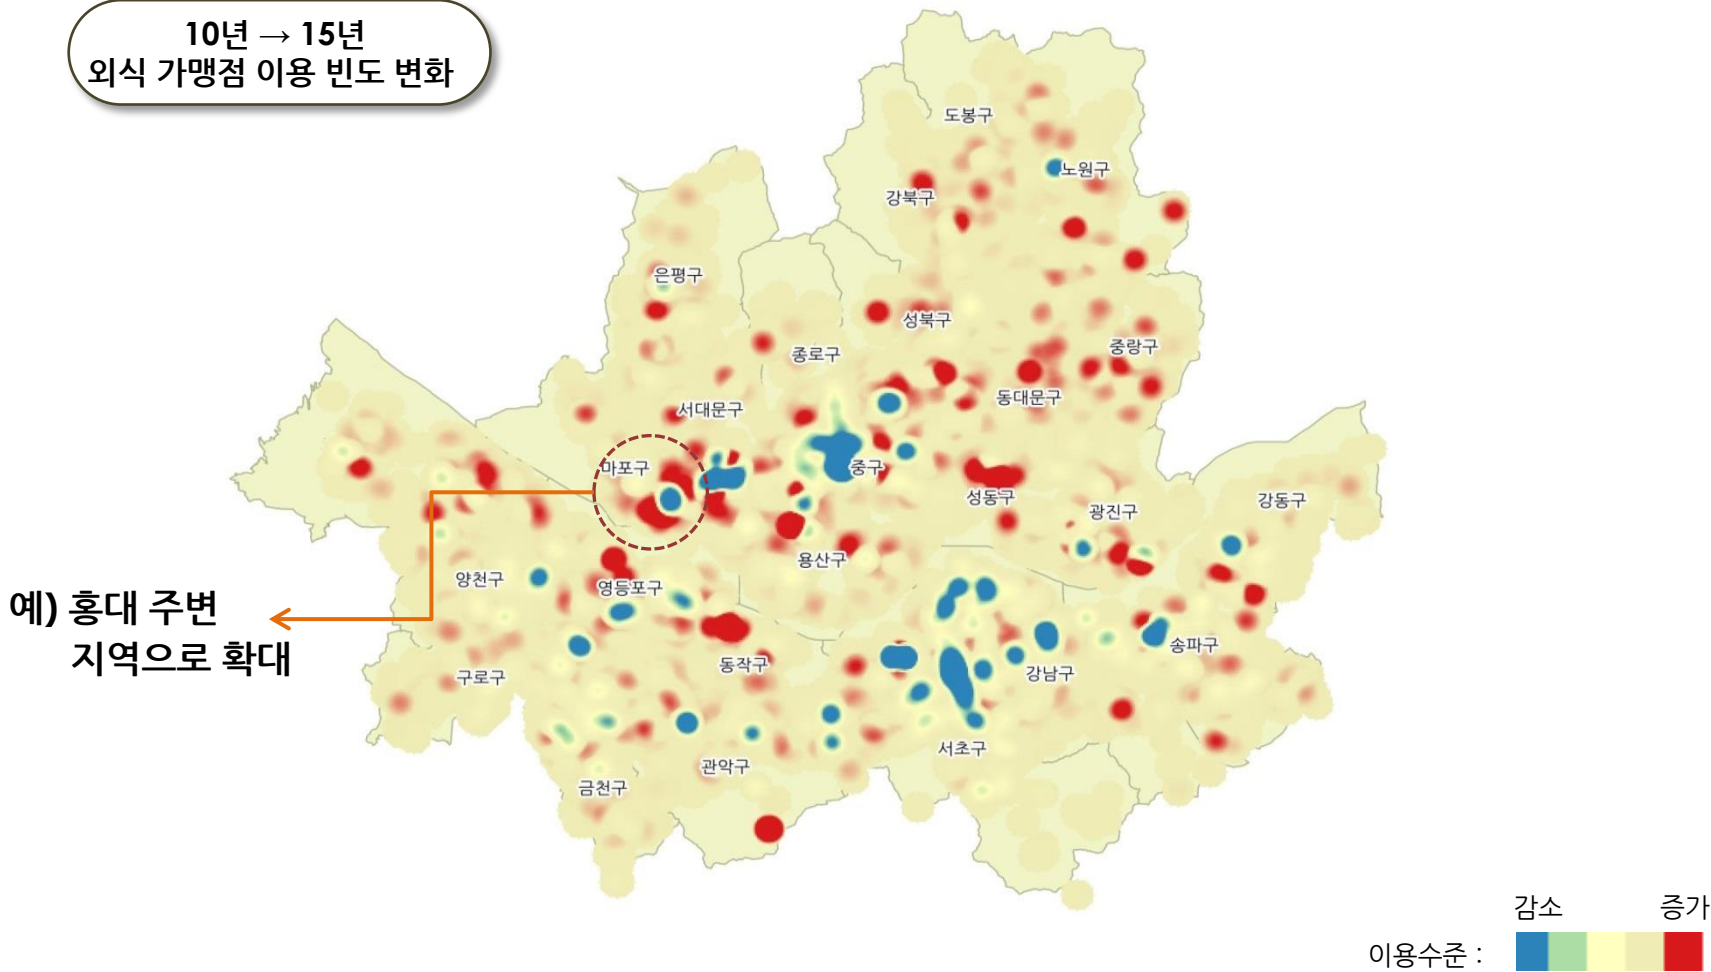 10년 → 15년
외식 가맹점 이용 빈도 변화
도봉구
노원구
강북구
은평구
성북구
종로구
중랑구
동대문구
서대문구
마포구
중구
성동구
강동구
광진구
용산구
양천구
영등포구
예) 홍대 주변
지역으로 확대
송파구
동작구
강남구
구로구
서초구
관악구
금천구
감소 증가
이용수준 :